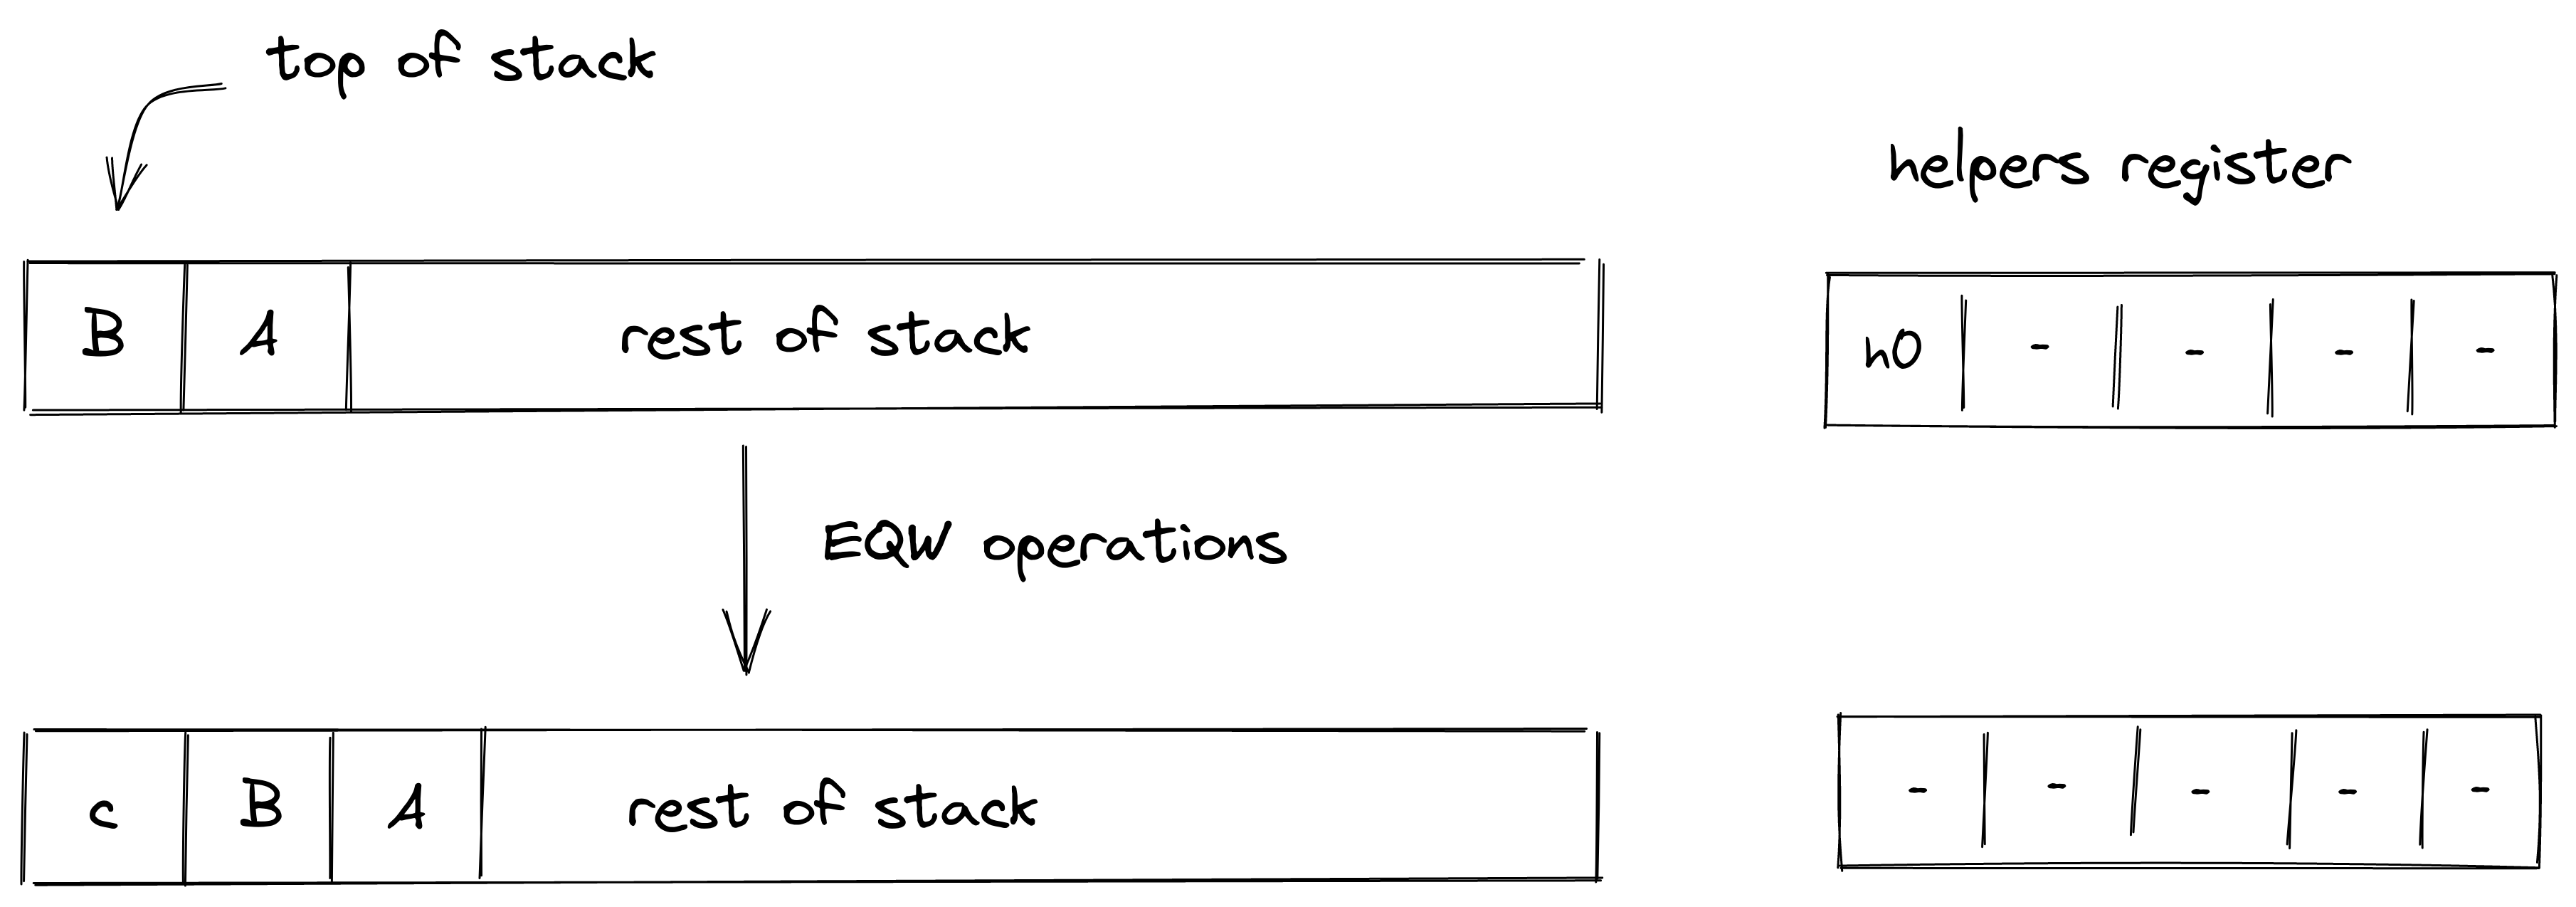 top of stack
helpers register
B A rest of stack
h0 - - - -
EQW operations
c B A rest of stack
- - - - -